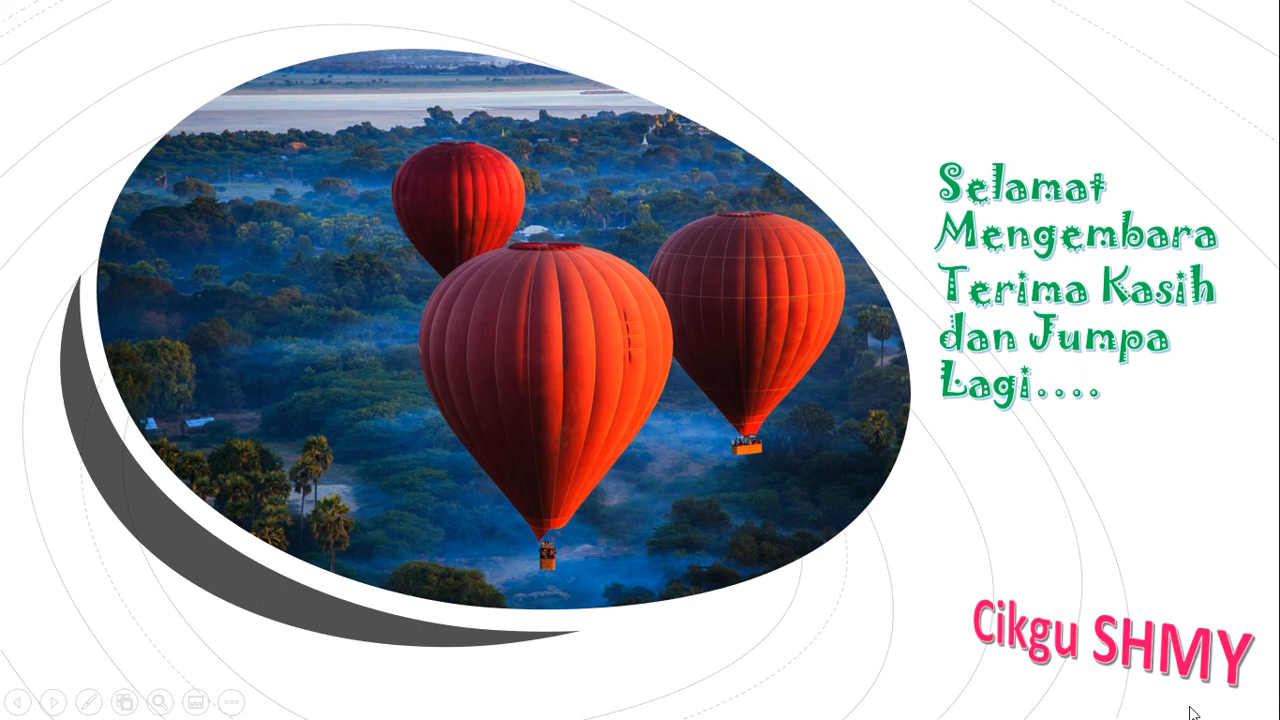 Selamat
Mengembara
Terima Kasih
dan Jumpa
Lagi....
Cikgu SHMY